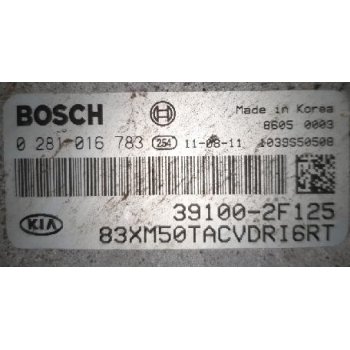 BOSCH Made in Korea
8605 0003
0 281 016 783 254 11-08-11 1039S50508
KIA 39100-2F125
83XM50TACVDRI6RT